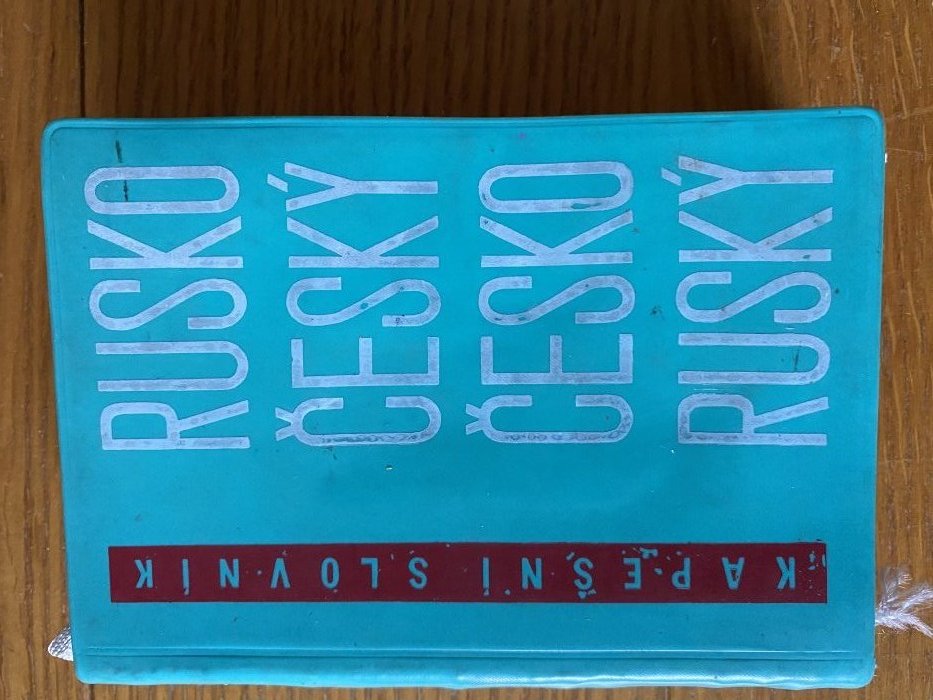 RUSKO
ČESKÝ
ČESKO
RUSKÝ
KAPESNÍ SLOVNÍK